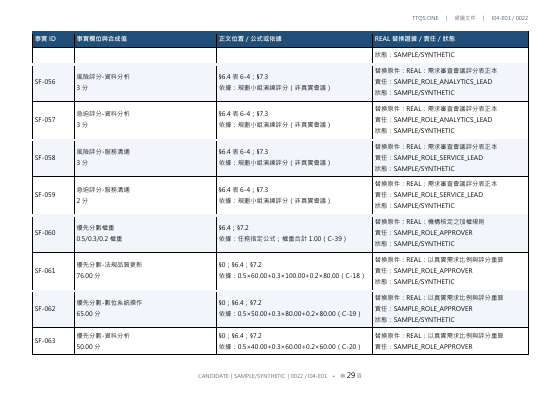 TTQS ONE | 掃描文件 | I04-E01 / 0022
事實 ID 事實欄位與合成值 正文位置 / 公式或依據 REAL 替換證據 / 責任 / 狀態
狀態：SAMPLE/SYNTHETIC
SF-056 風險評分-資料分析 §6.4 表 6-4；§7.3 替換原件：REAL：需求審查會議評分表正本
3 分 依據：規劃小組演練評分（非真實會議） 責任：SAMPLE_ROLE_ANALYTICS_LEAD
狀態：SAMPLE/SYNTHETIC
SF-057 急迫評分-資料分析 §6.4 表 6-4；§7.3 替換原件：REAL：需求審查會議評分表正本
3 分 依據：規劃小組演練評分（非真實會議） 責任：SAMPLE_ROLE_ANALYTICS_LEAD
狀態：SAMPLE/SYNTHETIC
SF-058 風險評分-服務溝通 §6.4 表 6-4；§7.3 替換原件：REAL：需求審查會議評分表正本
3 分 依據：規劃小組演練評分（非真實會議） 責任：SAMPLE_ROLE_SERVICE_LEAD
狀態：SAMPLE/SYNTHETIC
SF-059 急迫評分-服務溝通 §6.4 表 6-4；§7.3 替換原件：REAL：需求審查會議評分表正本
2 分 依據：規劃小組演練評分（非真實會議） 責任：SAMPLE_ROLE_SERVICE_LEAD
狀態：SAMPLE/SYNTHETIC
SF-060 優先分數權重 §6.4；§7.2 替換原件：REAL：機構核定之加權規則
0.5/0.3/0.2 權重 依據：任務指定公式；權重合計 1.00（C-39） 責任：SAMPLE_ROLE_APPROVER
狀態：SAMPLE/SYNTHETIC
SF-061 優先分數-法規品質更新 §0；§6.4；§7.2 替換原件：REAL：以真實需求比例與評分重算
76.00 分 依據：0.5×60.00+0.3×100.00+0.2×80.00（C-18） 責任：SAMPLE_ROLE_APPROVER
狀態：SAMPLE/SYNTHETIC
SF-062 優先分數-數位系統操作 §0；§6.4；§7.2 替換原件：REAL：以真實需求比例與評分重算
65.00 分 依據：0.5×50.00+0.3×80.00+0.2×80.00（C-19） 責任：SAMPLE_ROLE_APPROVER
狀態：SAMPLE/SYNTHETIC
SF-063 優先分數-資料分析 §0；§6.4；§7.2 替換原件：REAL：以真實需求比例與評分重算
50.00 分 依據：0.5×40.00+0.3×60.00+0.2×60.00（C-20） 責任：SAMPLE_ROLE_APPROVER
CANDIDATE | SAMPLE/SYNTHETIC | 0022 / I04-E01 • 第 29 頁